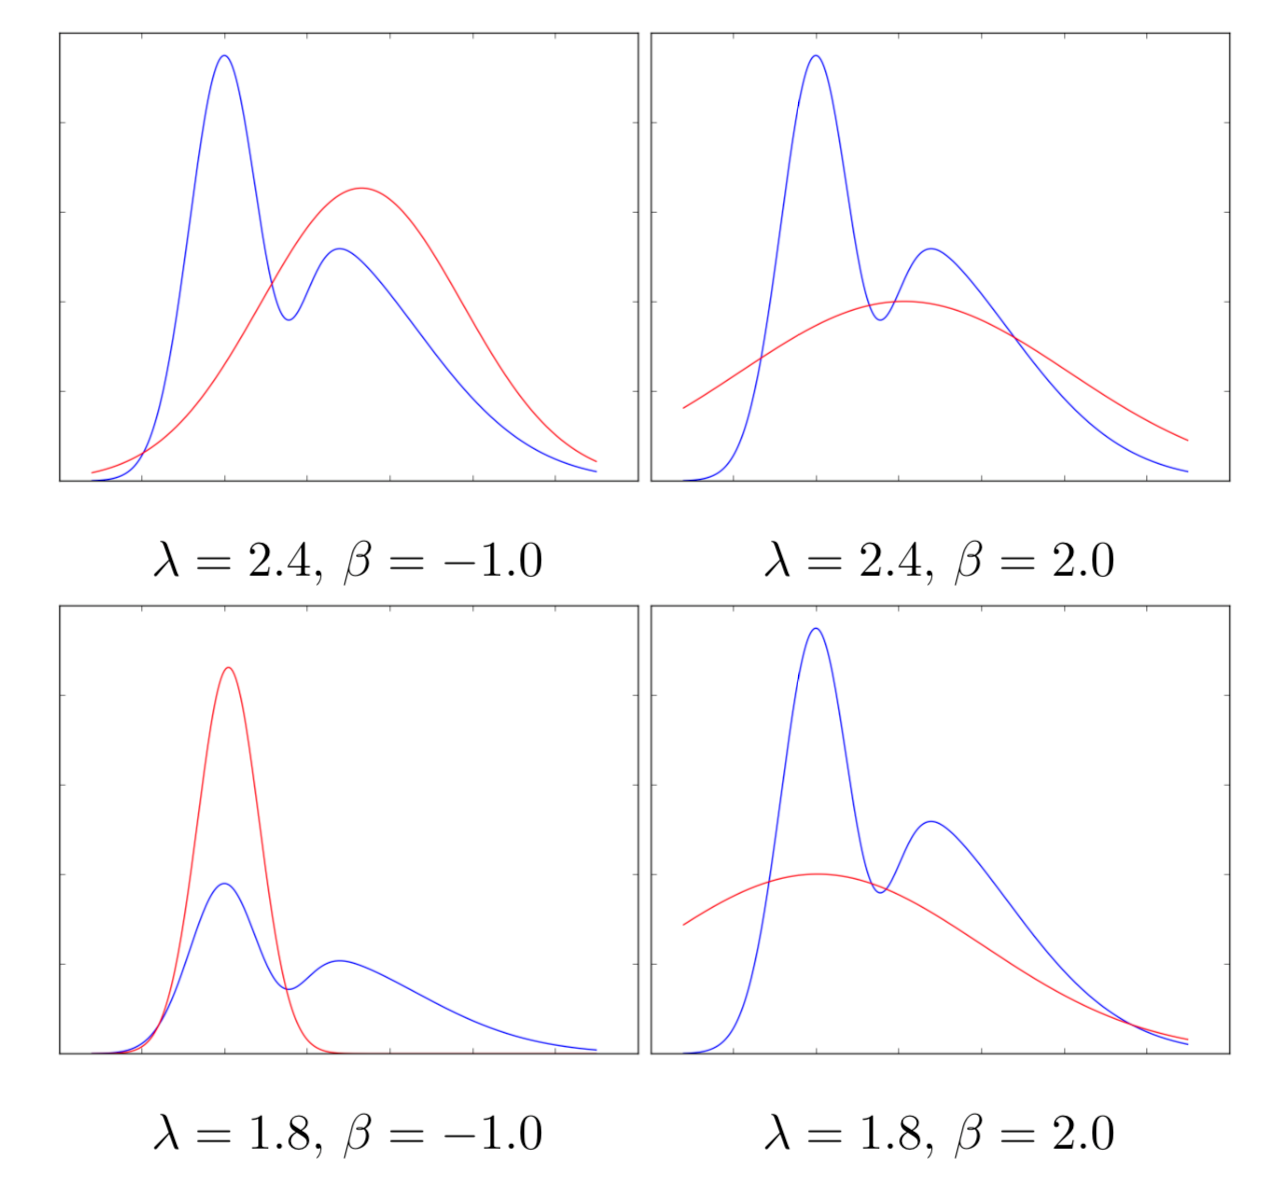 λ = 2.4, β = −1.0
λ = 2.4, β = 2.0
λ = 1.8, β = −1.0
λ = 1.8, β = 2.0